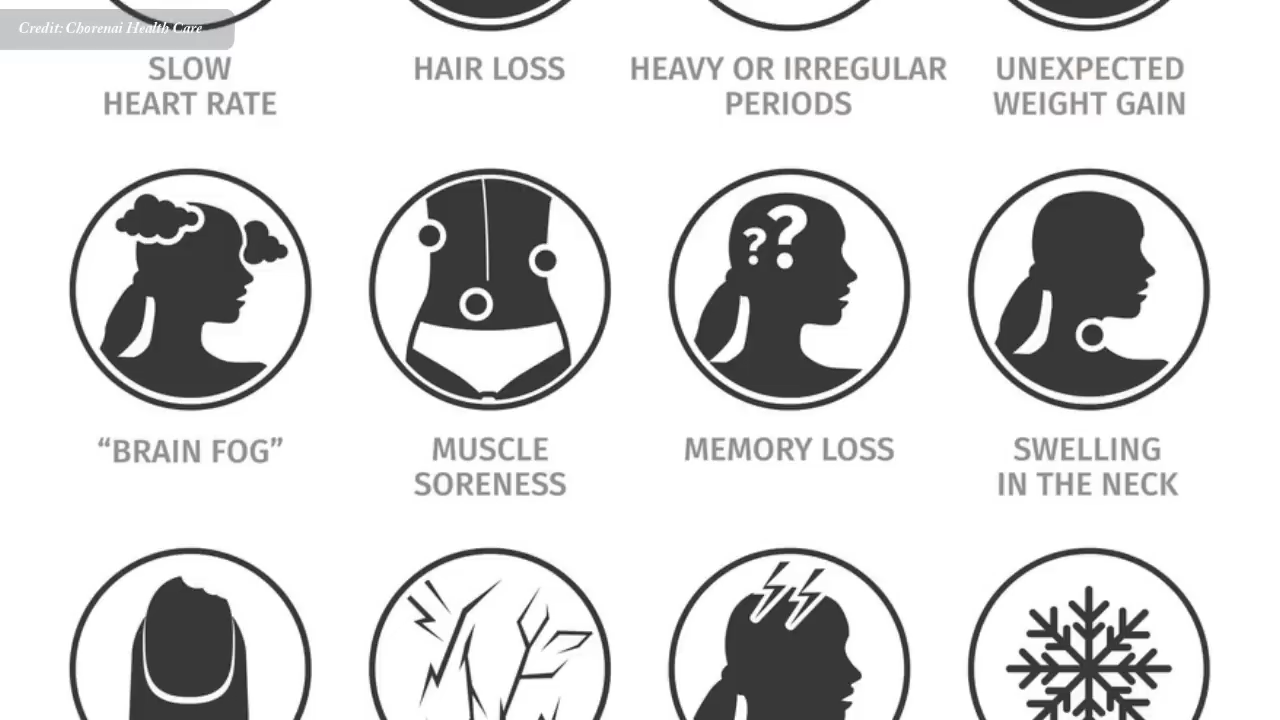 Credit: Chorenai Health Care
SLOW
HEART RATE
HAIR LOSS
HEAVY OR IRREGULAR
PERIODS
UNEXPECTED
WEIGHT GAIN
“BRAIN FOG”
MUSCLE
SORENESS
MEMORY LOSS
SWELLING
IN THE NECK
? ?